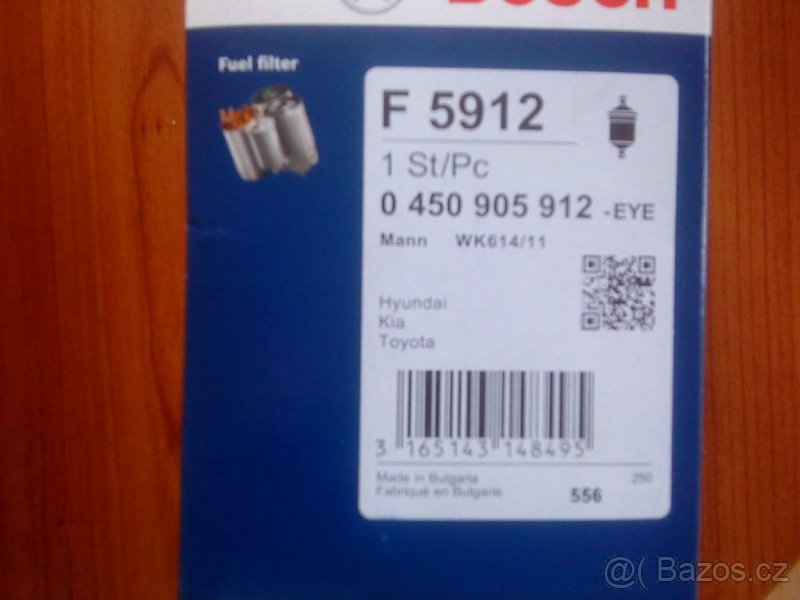 BOSCH
Fuel filter
F 5912
1 St/Pc
0 450 905 912 -EYE
Mann WK614/11
Hyundai
Kia
Toyota
3 165143 148495
Made in Bulgaria
Fabriqué en Bulgarie
250
556
@( Bazos.cz